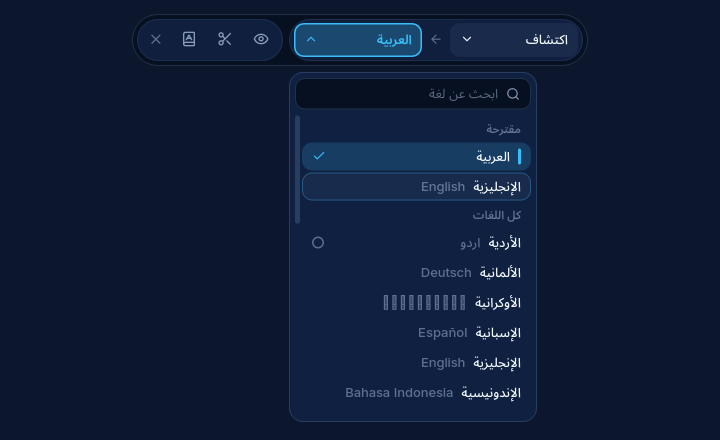 اكتشاف
العربية
ابحث عن لغة
مقترحة
العربية
الإنجليزية English
كل اللغات
الأردية اردو
الألمانية Deutsch
الأوكرانية
الإسبانية Español
الإنجليزية English
الإندونيسية Bahasa Indonesia